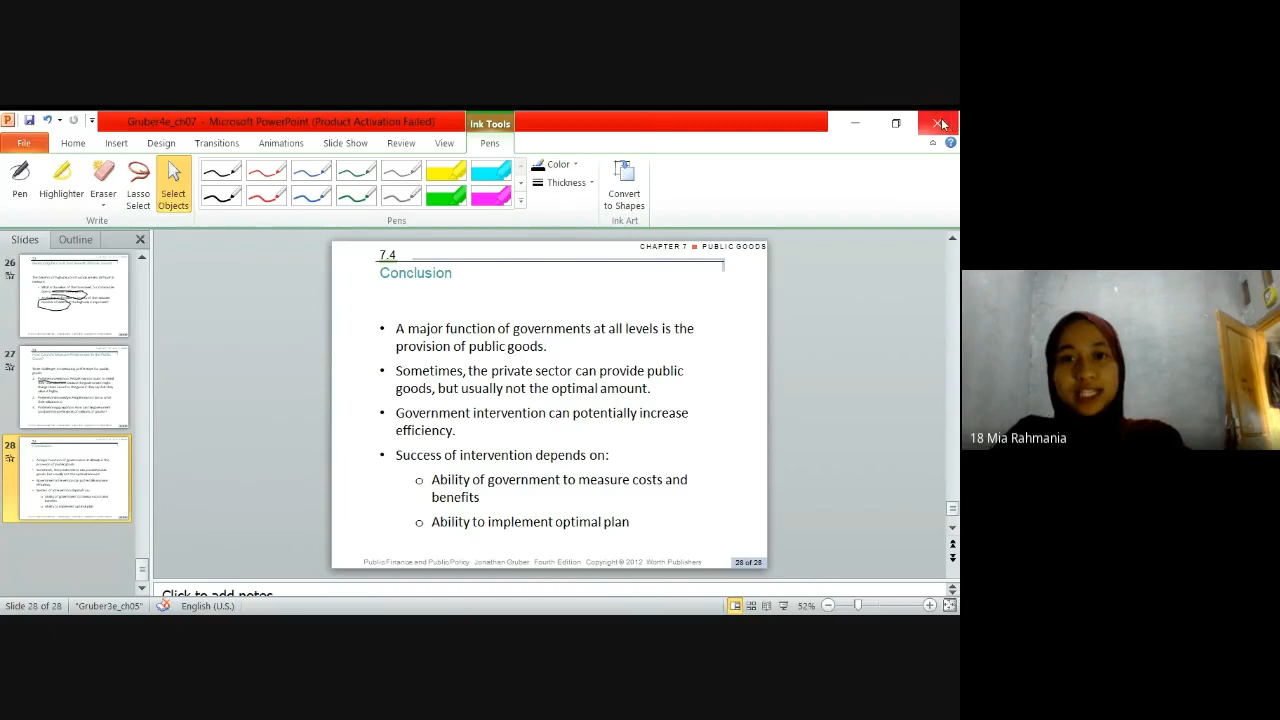 Gruber4e_ch07 - Microsoft PowerPoint (Product Activation Failed)
Ink Tools
File Home Insert Design Transitions Animations Slide Show Review View Pens
Pen
Highlighter
Eraser
Lasso
Select
Select
Objects
Color
Thickness
Convert
to Shapes
Write
Pens
Ink Art
Slides Outline
26
27
28
CHAPTER 7 ■ PUBLIC GOODS
7.4
Conclusion
• A major function of governments at all levels is the
provision of public goods.
• Sometimes, the private sector can provide public
goods, but usually not the optimal amount.
• Government intervention can potentially increase
efficiency.
• Success of intervention depends on:
o Ability of government to measure costs and
benefits
o Ability to implement optimal plan
Public Finance and Public Policy Jonathan Gruber Fourth Edition Copyright © 2012 Worth Publishers
28 of 28
Click to add notes
Slide 28 of 28 "Gruber3e_ch05" English (U.S.) 52%
18 Mia Rahmania